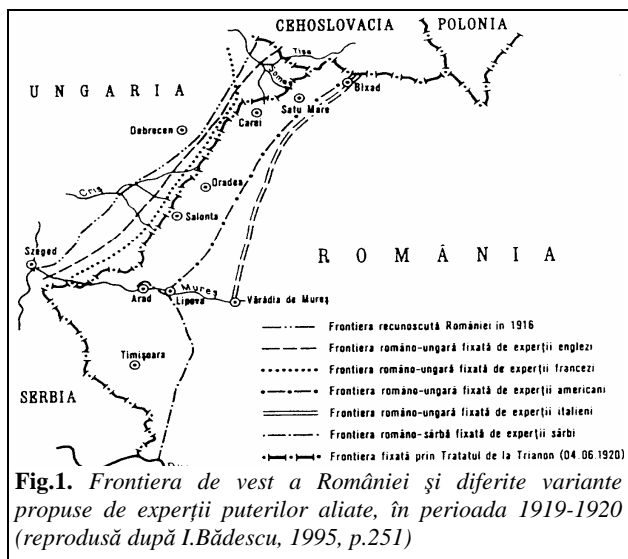 CEHOSLOVACIA
POLONIA
Tisa
Someș
UNGARIA
Bixad
Satu Mare
Carei
Debrecen
Oradea
Criș
Salonta
Szeged
ROMÂNIA
Mureș
Arad
Lipova
Vărădia de Mureș
Timișoara
SERBIA
Frontiera recunoscută României în 1916
Frontiera româno-ungară fixată de experții englezi
Frontiera româno-ungară fixată de experții francezi
Frontiera româno-ungară fixată de experții americani
Frontiera româno-ungară fixată de experții italieni
Frontiera româno-sârbă fixată de experții sârbi
Frontiera fixată prin Tratatul de la Trianon (04.06.1920)
Fig.1. Frontiera de vest a României şi diferite variante
propuse de experţii puterilor aliate, în perioada 1919-1920
(reprodusă după I.Bădescu, 1995, p.251)